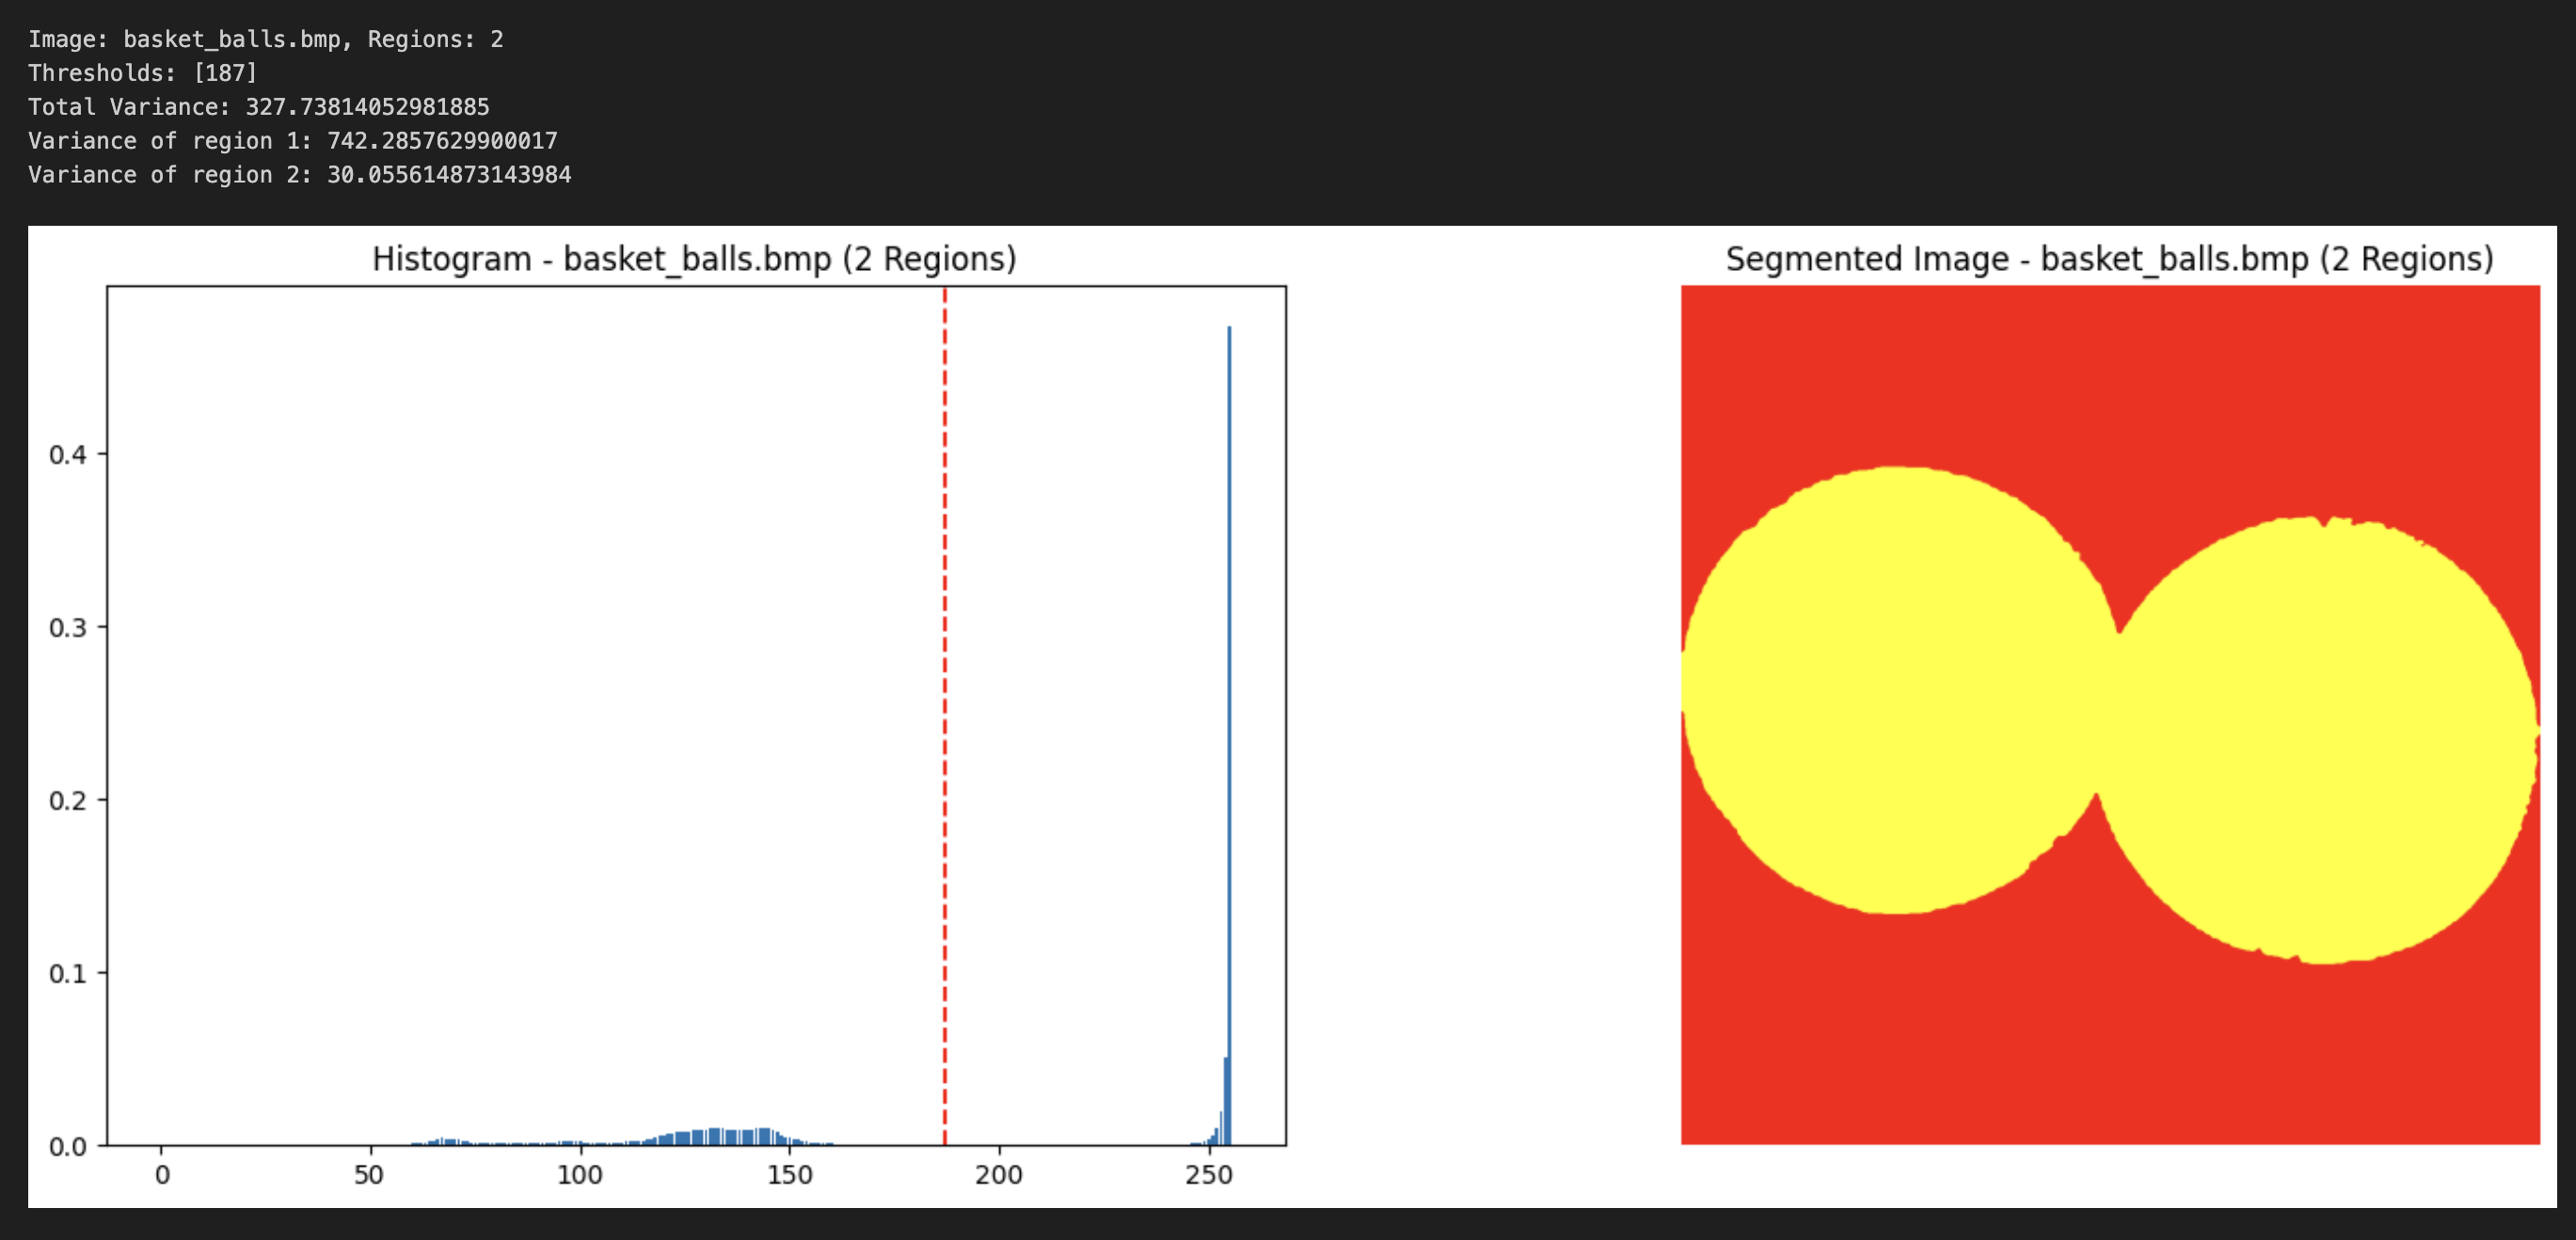 Image: basket_balls.bmp, Regions: 2
Thresholds: [187]
Total Variance: 327.73814052981885
Variance of region 1: 742.2857629900017
Variance of region 2: 30.055614873143984
Histogram - basket_balls.bmp (2 Regions)
0.4
0.3
0.2
0.1
0.0
0 50 100 150 200 250
Segmented Image - basket_balls.bmp (2 Regions)